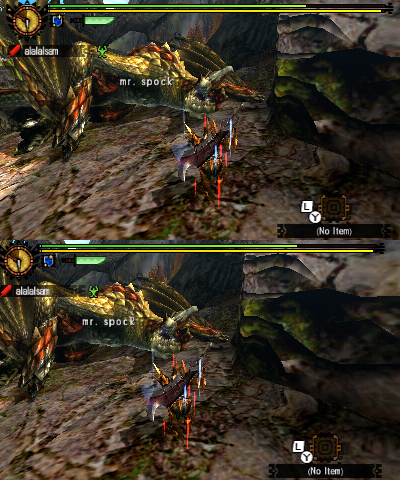 alalalsam
mr. spock
L
Y
(No Item)
alalalsam
mr. spock
L
Y
(No Item)